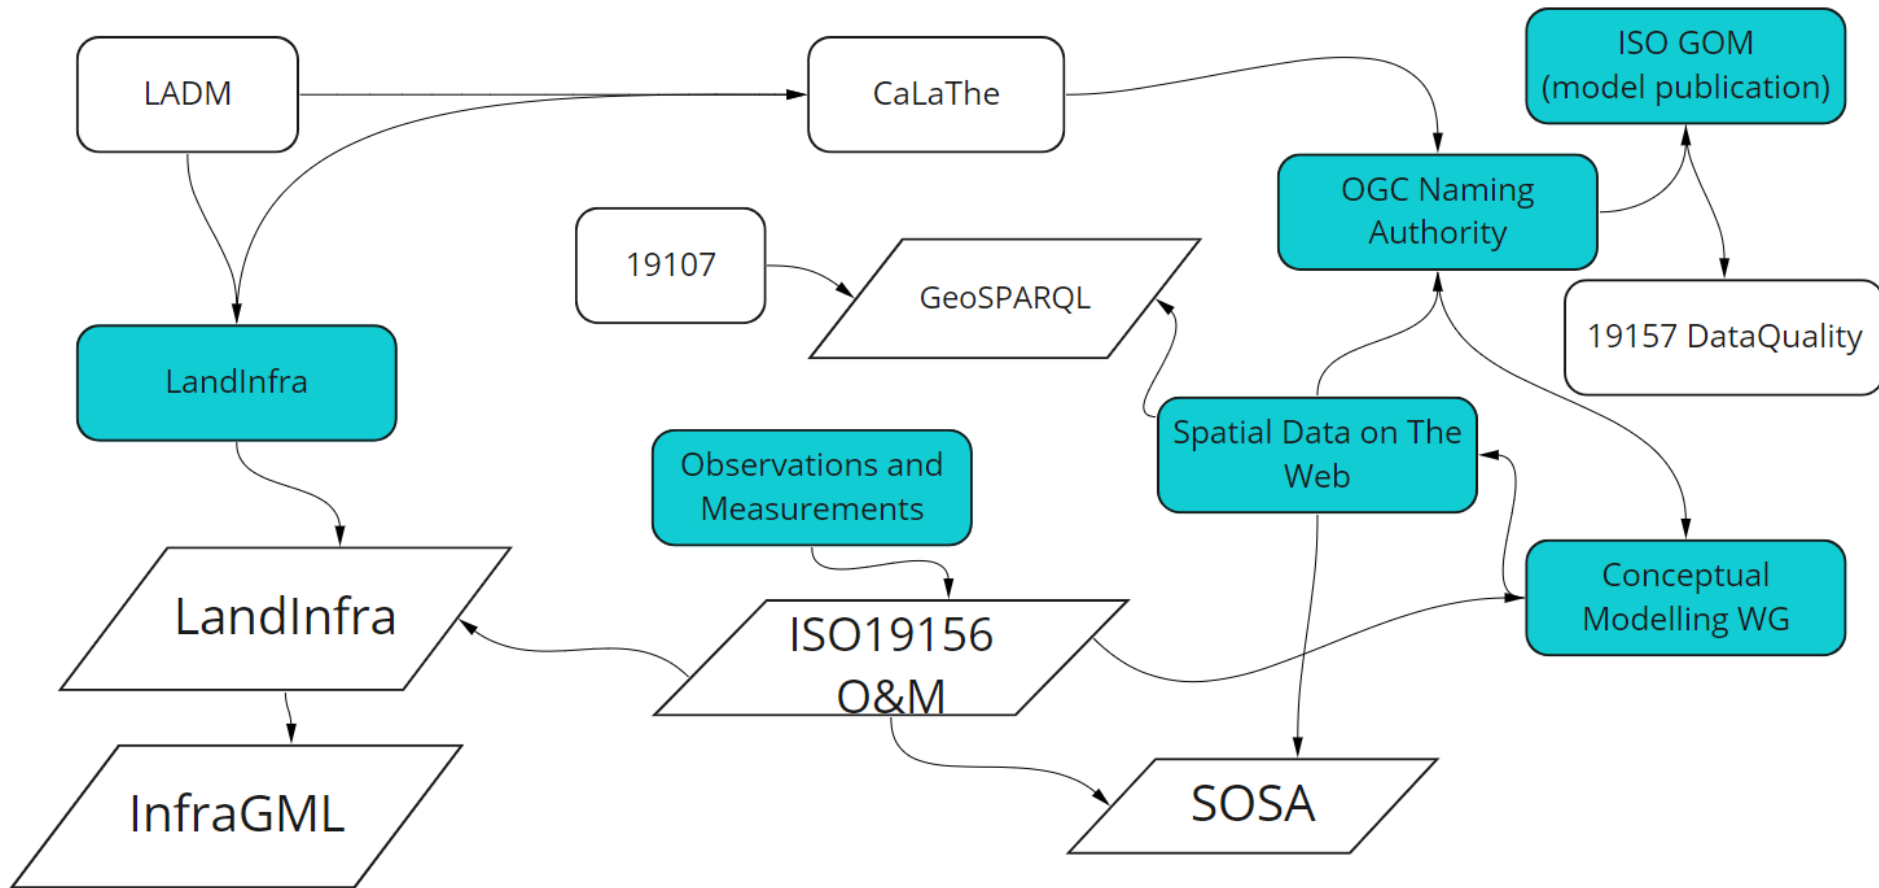 LADM
CaLaThe
ISO GOM
(model publication)
OGC Naming
Authority
19107
GeoSPARQL
19157 DataQuality
LandInfra
Observations and
Measurements
Spatial Data on The
Web
Conceptual
Modelling WG
LandInfra
ISO19156
O&M
InfraGML
SOSA